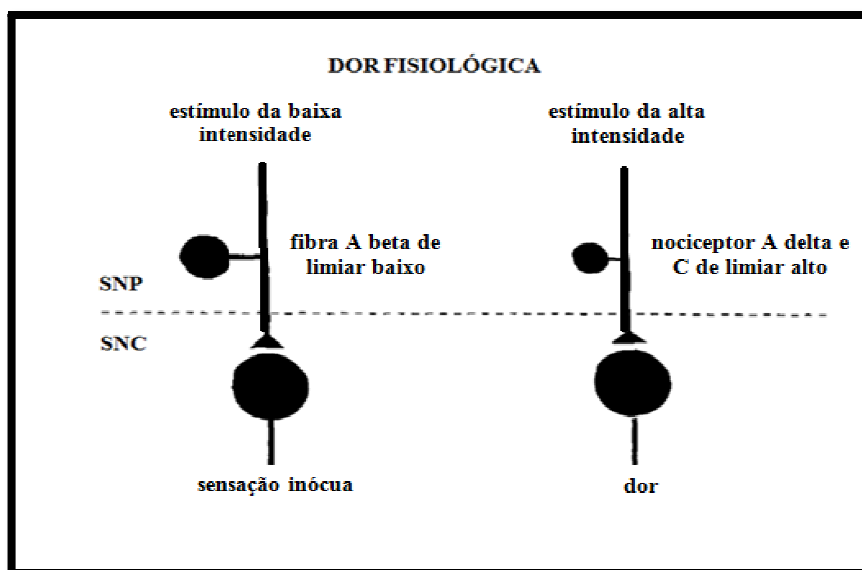 DOR FISIOLÓGICA
estímulo da baixa
intensidade
estímulo da alta
intensidade
fibra A beta de
limiar baixo
nociceptor A delta e
C de limiar alto
SNP
SNC
sensação inócua
dor